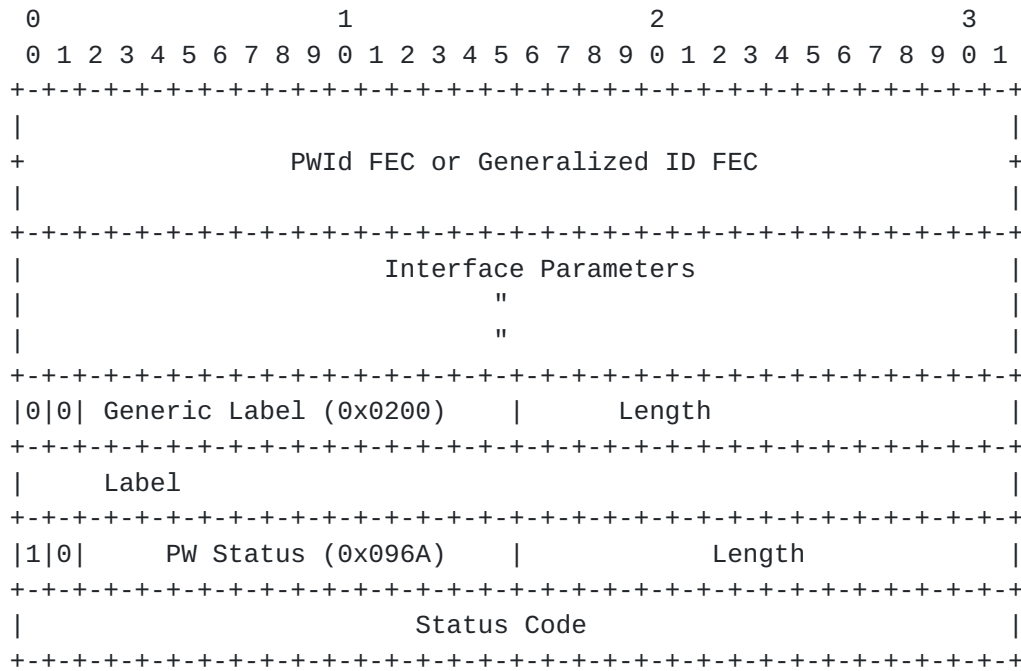 0                   1                   2                   3
 0 1 2 3 4 5 6 7 8 9 0 1 2 3 4 5 6 7 8 9 0 1 2 3 4 5 6 7 8 9 0 1
+-+-+-+-+-+-+-+-+-+-+-+-+-+-+-+-+-+-+-+-+-+-+-+-+-+-+-+-+-+-+-+-+
|                                                               |
+                 PWId FEC or Generalized ID FEC                +
|                                                               |
+-+-+-+-+-+-+-+-+-+-+-+-+-+-+-+-+-+-+-+-+-+-+-+-+-+-+-+-+-+-+-+-+
|                       Interface Parameters                    |
|                              "                                |
|                              "                                |
+-+-+-+-+-+-+-+-+-+-+-+-+-+-+-+-+-+-+-+-+-+-+-+-+-+-+-+-+-+-+-+-+
|0|0| Generic Label (0x0200)    |      Length                   |
+-+-+-+-+-+-+-+-+-+-+-+-+-+-+-+-+-+-+-+-+-+-+-+-+-+-+-+-+-+-+-+-+
|     Label                                                     |
+-+-+-+-+-+-+-+-+-+-+-+-+-+-+-+-+-+-+-+-+-+-+-+-+-+-+-+-+-+-+-+-+
|1|0|     PW Status (0x096A)    |            Length             |
+-+-+-+-+-+-+-+-+-+-+-+-+-+-+-+-+-+-+-+-+-+-+-+-+-+-+-+-+-+-+-+-+
|                         Status Code                           |
+-+-+-+-+-+-+-+-+-+-+-+-+-+-+-+-+-+-+-+-+-+-+-+-+-+-+-+-+-+-+-+-+